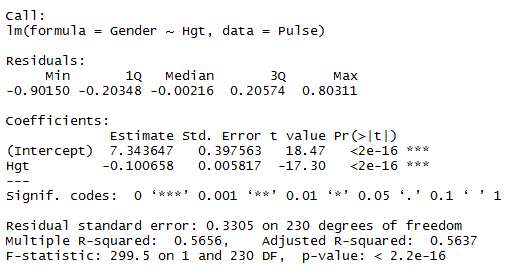 Call:
lm(formula = Gender ~ Hgt, data = Pulse)
Residuals:
Min 1Q Median 3Q Max
-0.90150 -0.20348 -0.00216 0.20574 0.80311
Coefficients:
Estimate Std. Error t value Pr(>|t|)
(Intercept) 7.343647 0.397563 18.47 <2e-16 ***
Hgt -0.100658 0.005817 -17.30 <2e-16 ***
---
Signif. codes: 0 ‘***’ 0.001 ‘**’ 0.01 ‘*’ 0.05 ‘.’ 0.1 ‘ ’ 1
Residual standard error: 0.3305 on 230 degrees of freedom
Multiple R-squared: 0.5656, Adjusted R-squared: 0.5637
F-statistic: 299.5 on 1 and 230 DF, p-value: < 2.2e-16